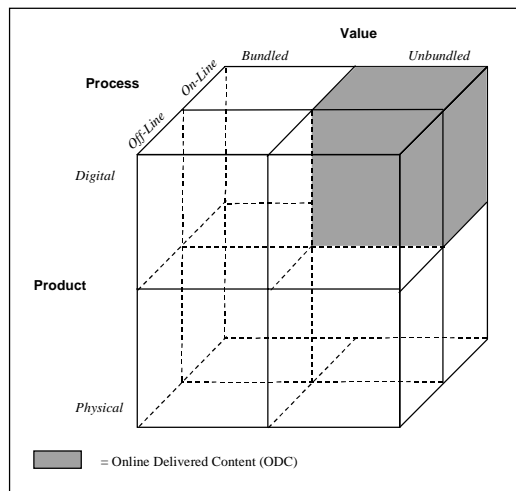 Value
Bundled
Unbundled
Process
On-Line
Off-Line
Digital
Product
Physical
= Online Delivered Content (ODC)